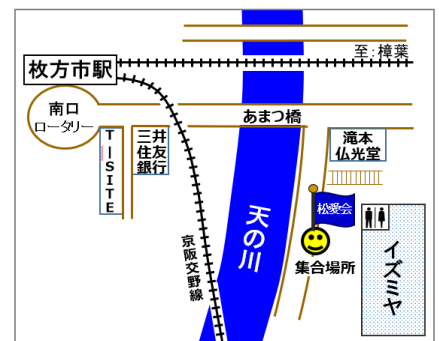 至:樟葉
枚方市駅
南口
ロータリー
あまつ橋
TISITE
三井
住友
銀行
滝本
仏光堂
松愛会
天の川
集合場所
イズミヤ
京阪交野線